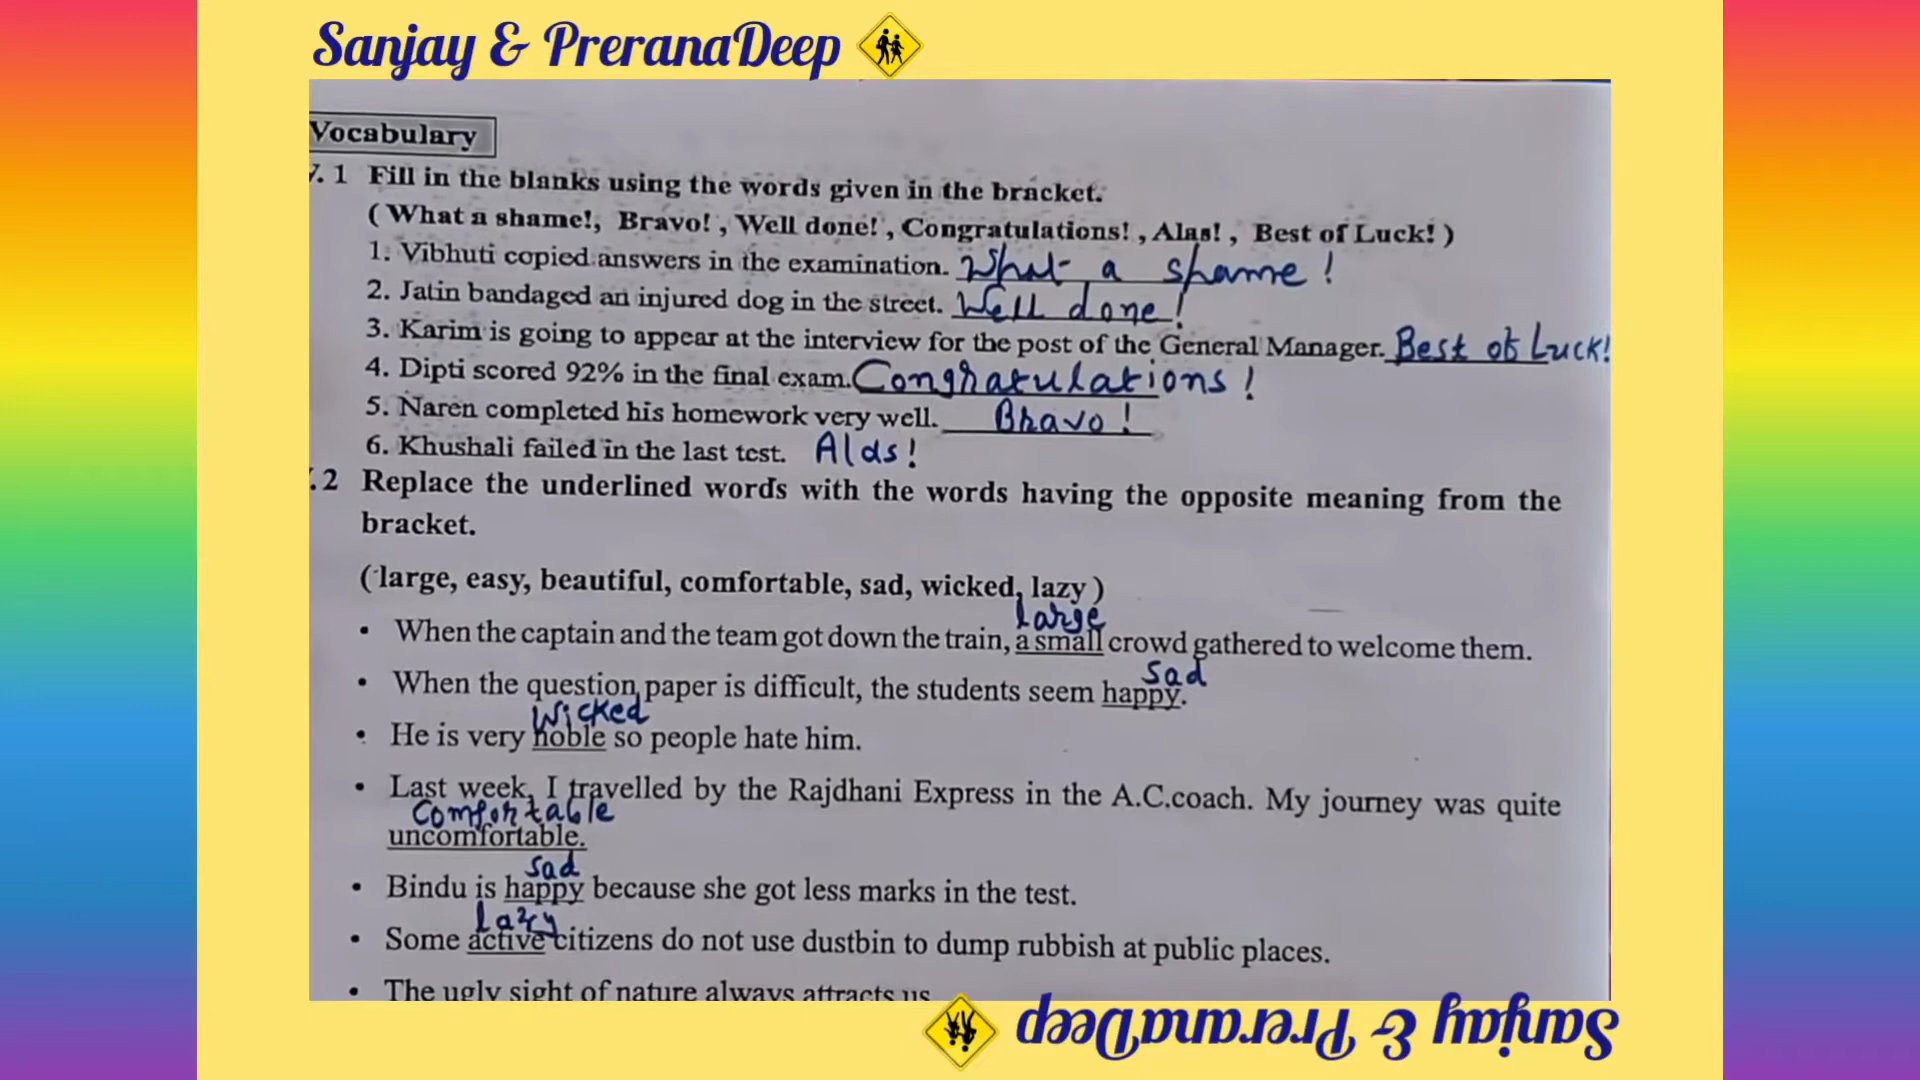 Sanjay & PreranaDeep
Vocabulary
V. 1 Fill in the blanks using the words given in the bracket.
( What a shame!, Bravo! , Well done! , Congratulations! , Alas! , Best of Luck! )
1. Vibhuti copied answers in the examination. What a shame !
2. Jatin bandaged an injured dog in the street. Well done !
3. Karim is going to appear at the interview for the post of the General Manager. Best of Luck!
4. Dipti scored 92% in the final exam. Congratulations !
5. Naren completed his homework very well. Bravo !
6. Khushali failed in the last test. Alas !
.2 Replace the underlined words with the words having the opposite meaning from the
bracket.
( large, easy, beautiful, comfortable, sad, wicked, lazy )
large
• When the captain and the team got down the train, a small crowd gathered to welcome them.
sad
• When the question paper is difficult, the students seem happy.
Wicked
• He is very noble so people hate him.
• Last week, I travelled by the Rajdhani Express in the A.C.coach. My journey was quite
Comfortable
uncomfortable.
sad
• Bindu is happy because she got less marks in the test.
lazy
• Some active citizens do not use dustbin to dump rubbish at public places.
• The ugly sight of nature always attracts us
Sanjay & PreranaDeep